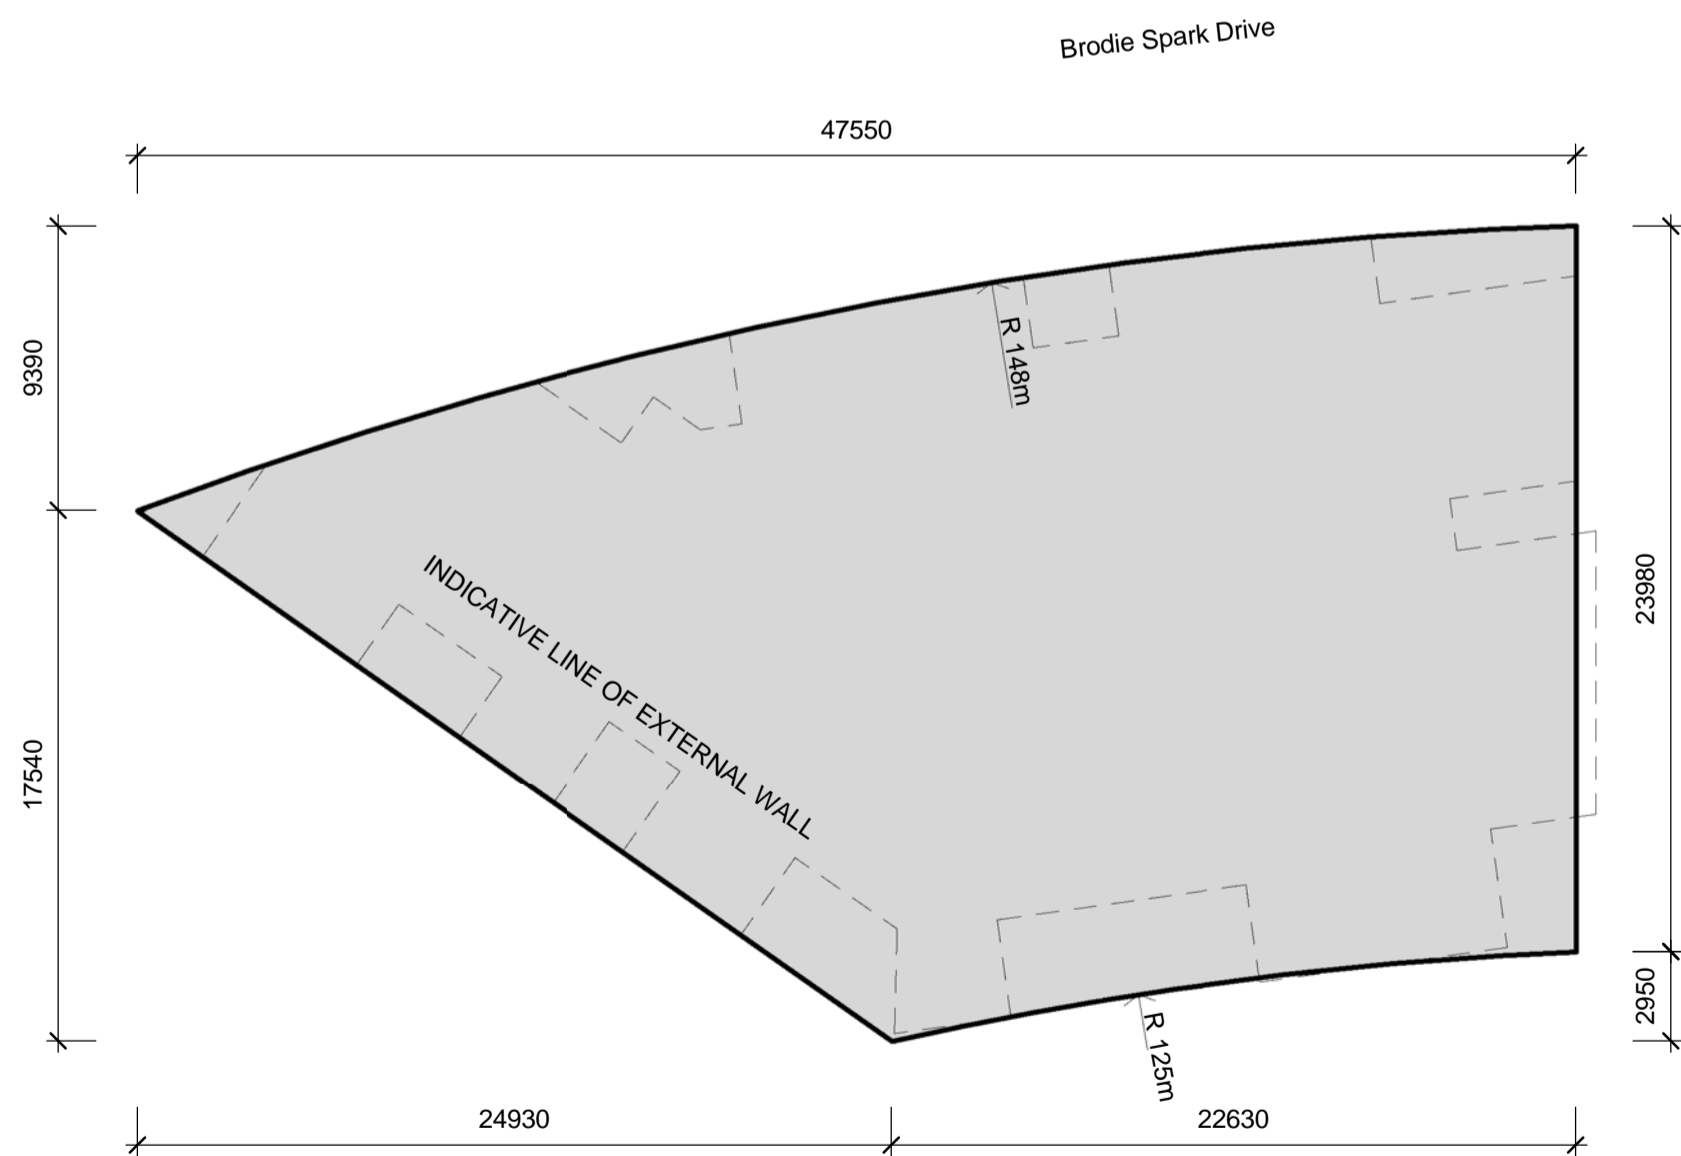 Brodie Spark Drive
47550
9390
R 148m
INDICATIVE LINE OF EXTERNAL WALL
23980
17540
2950
R 125m
24930
22630